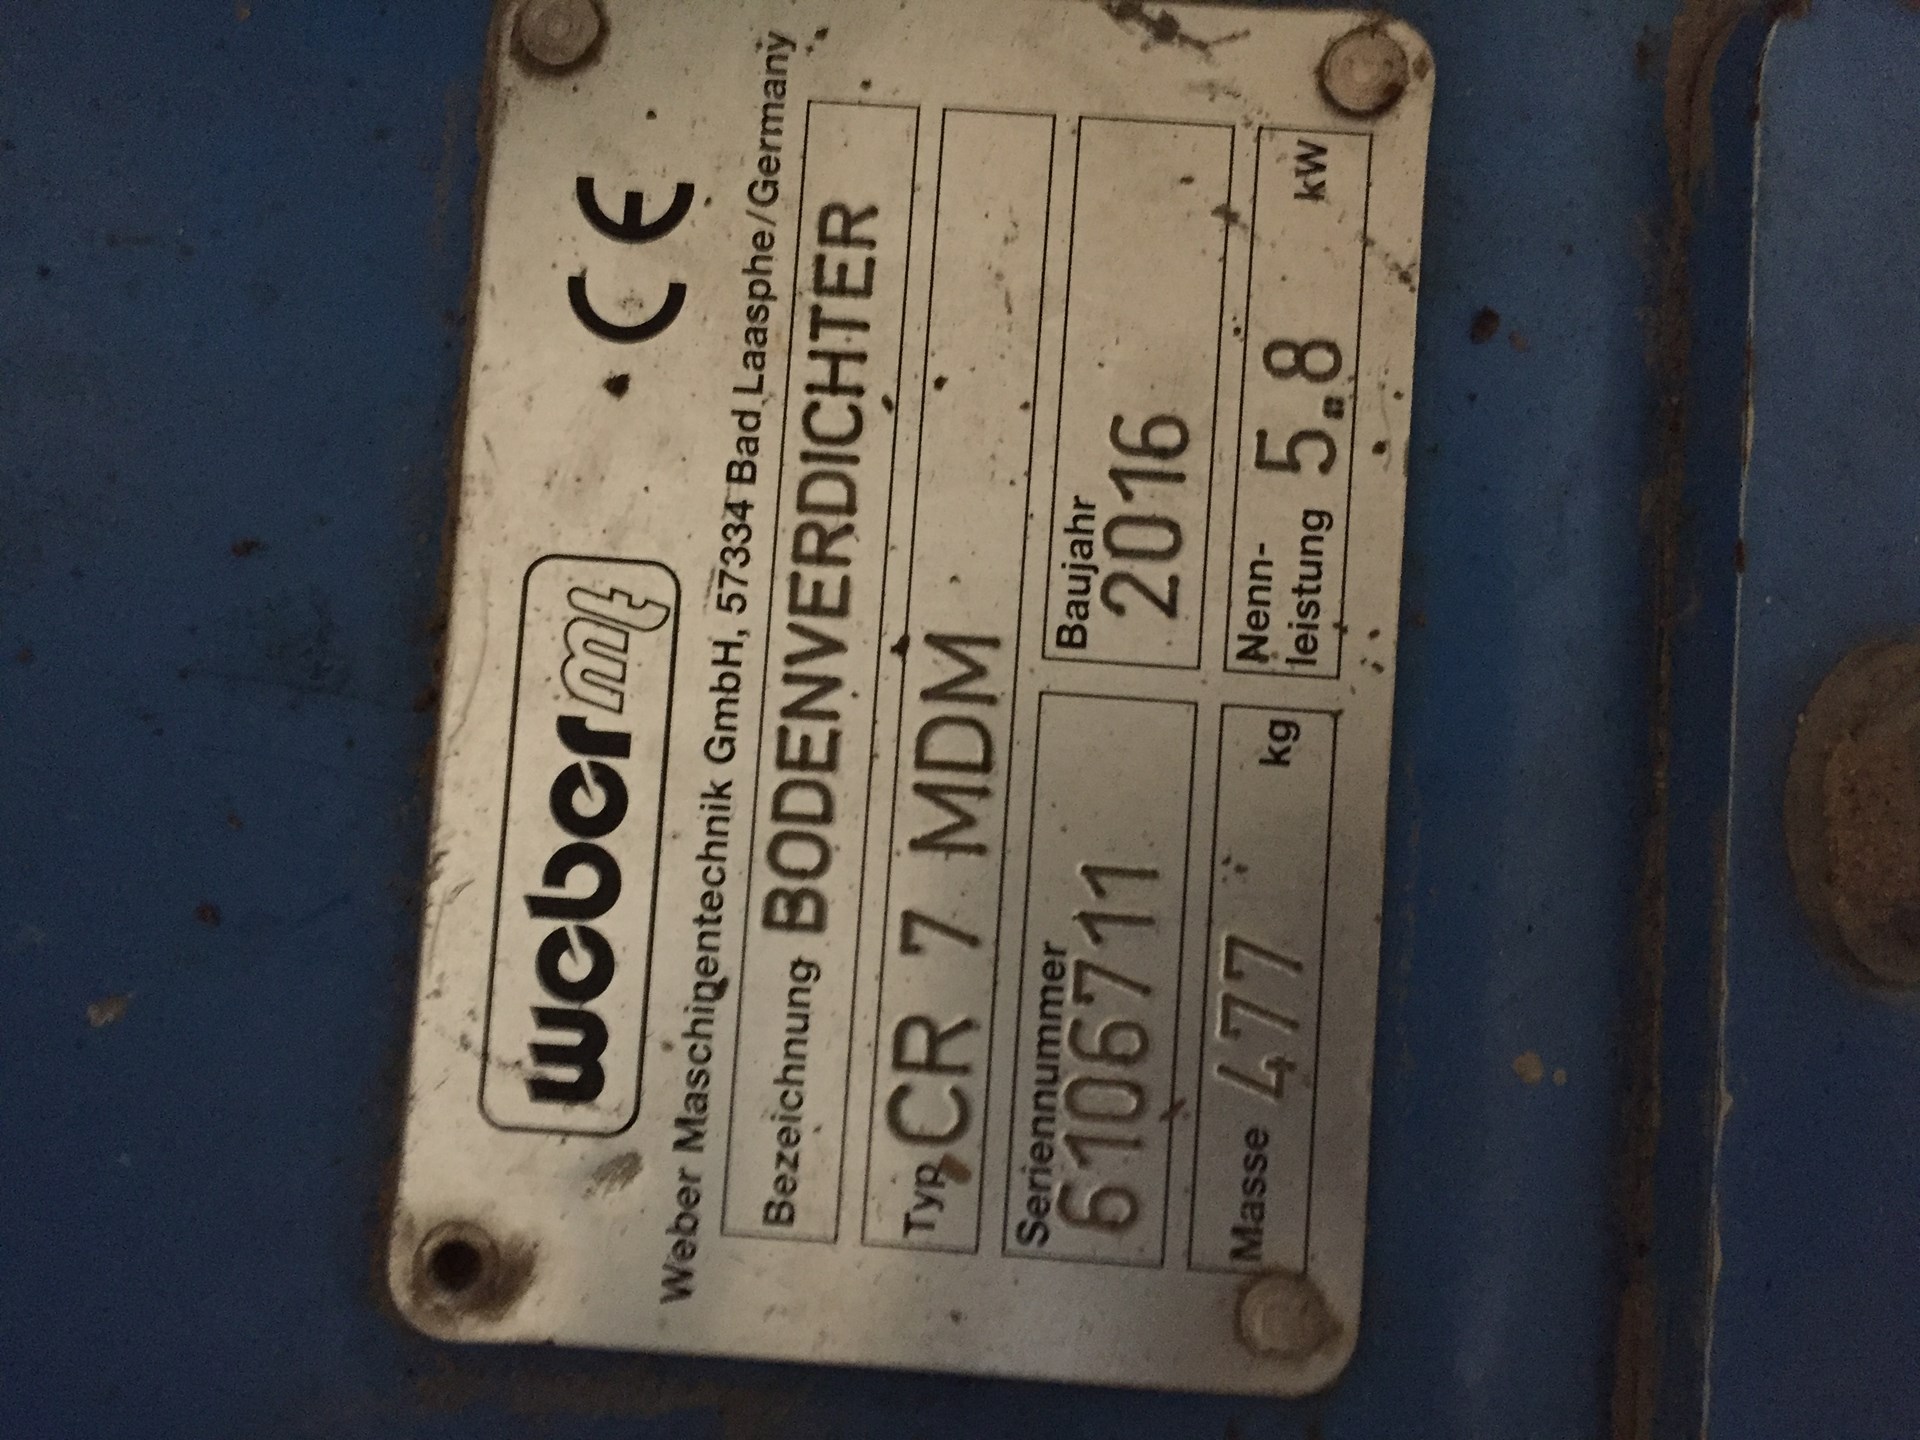 weber mt
CE
Weber Maschinentechnik GmbH, 57334 Bad Laasphe/Germany
Bezeichnung BODENVERDICHTER
Typ CR 7 MDM
Seriennummer
6106711
Baujahr
2016
Masse 477 kg
Nenn-
leistung 5.8 kW